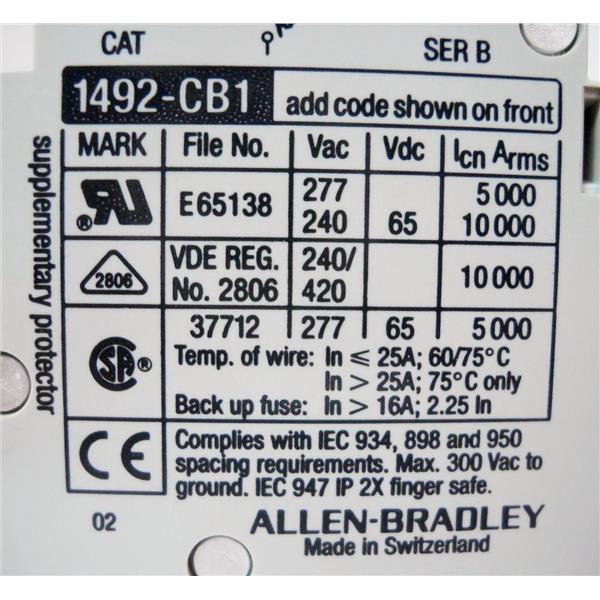 CAT SER B
1492-CB1 add code shown on front
supplementary protector
MARK File No. Vac Vdc Icn Arms
RU ® E65138 277 5 000
240 65 10 000
2806 VDE REG. 240/ 10 000
No. 2806 420
SA ® 37712 277 65 5 000
Temp. of wire: In ≤ 25A; 60/75°C
In > 25A; 75°C only
Back up fuse: In > 16A; 2.25 In
CE Complies with IEC 934, 898 and 950
spacing requirements. Max. 300 Vac to
ground. IEC 947 IP 2X finger safe.
02 ALLEN-BRADLEY
Made in Switzerland